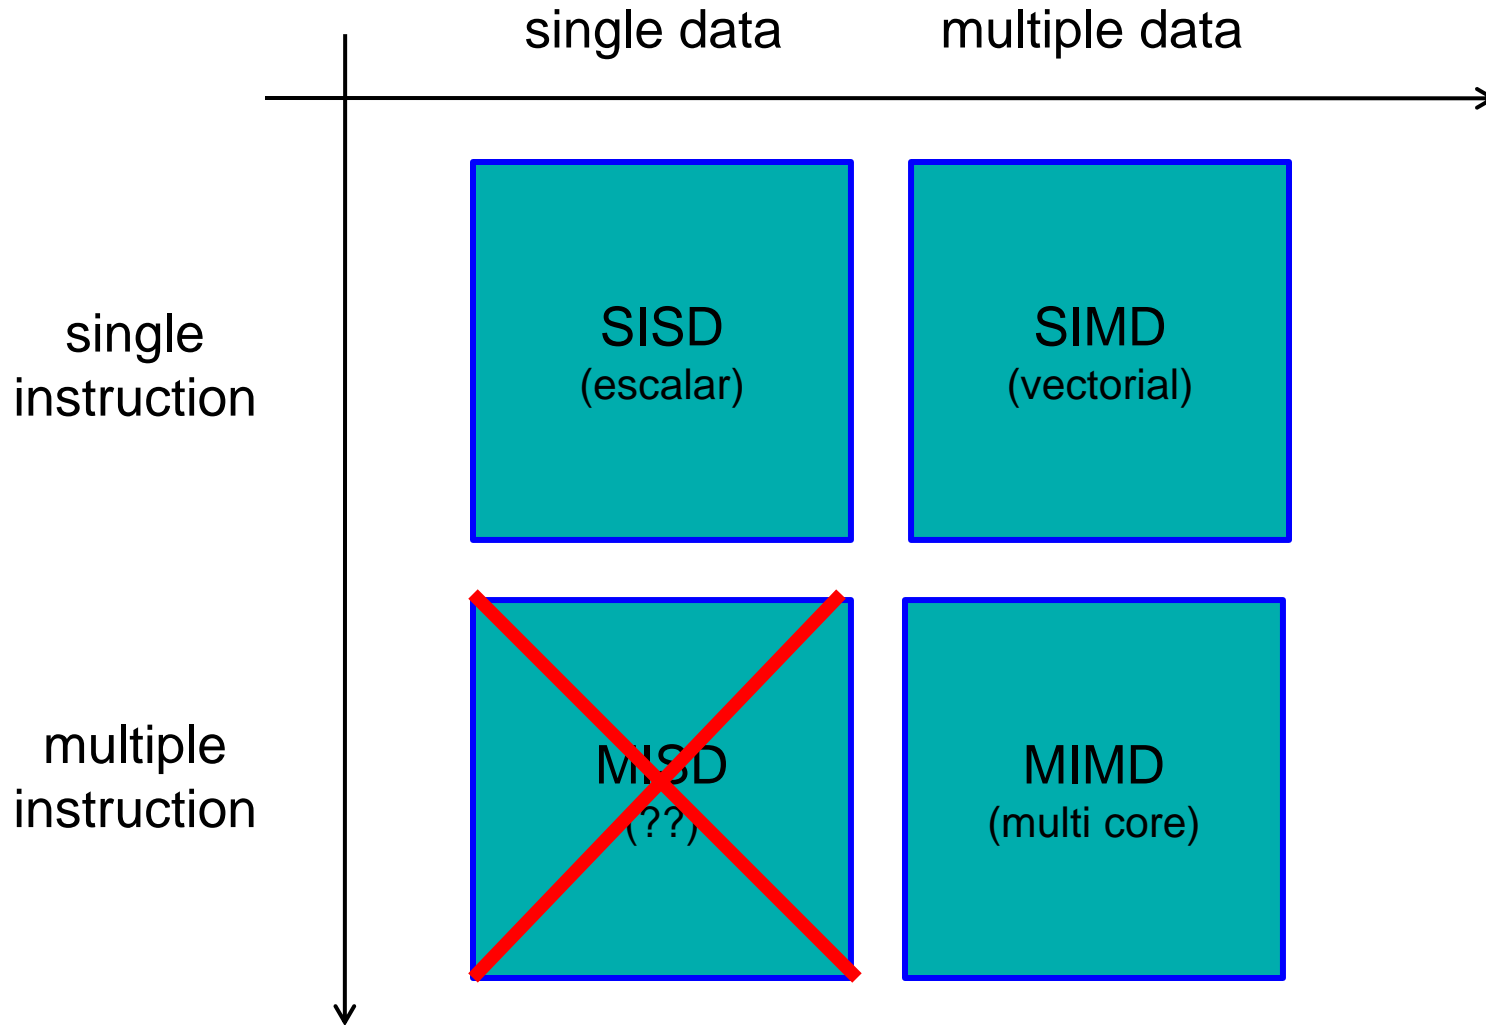 single data
multiple data
single
instruction
SISD
(escalar)
SIMD
(vectorial)
multiple
instruction
MISD
(??)
MIMD
(multi core)